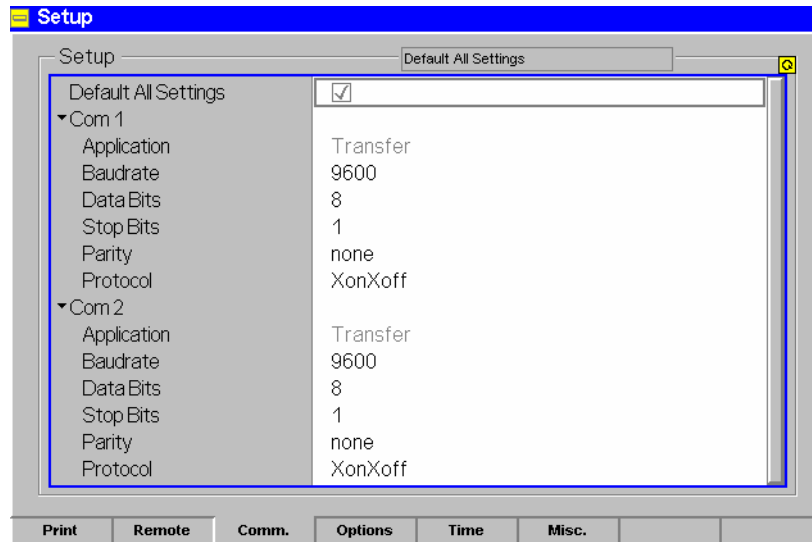 Setup
Setup Default All Settings
Default All Settings
Com 1
Application Transfer
Baudrate 9600
Data Bits 8
Stop Bits 1
Parity none
Protocol XonXoff
Com 2
Application Transfer
Baudrate 9600
Data Bits 8
Stop Bits 1
Parity none
Protocol XonXoff
Print Remote Comm. Options Time Misc.